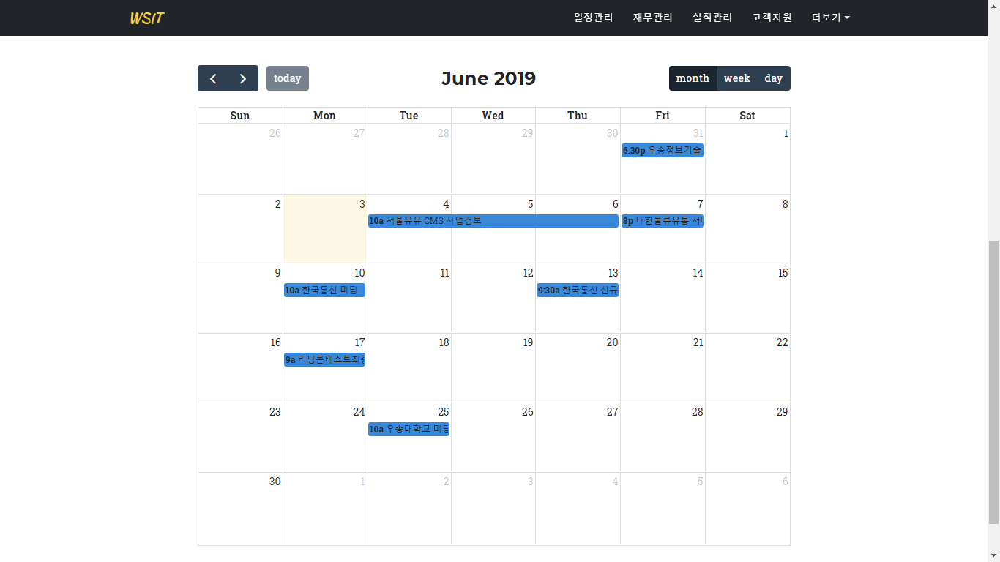 WSIT 일정관리 재무관리 실적관리 고객지원 더보기
today June 2019 month week day
Sun Mon Tue Wed Thu Fri Sat
26 27 28 29 30 31 1
6:30p 우송정보기술
2 3 4 5 6 7 8
10a 서울유유 CMS 사업검토 8p 대한물류유통
9 10 11 12 13 14 15
10a 한국통신 미팅 9:30a 한국통신 신규
16 17 18 19 20 21 22
9a 러닝콘테스트최종
23 24 25 26 27 28 29
10a 우송대학교 미팅
30 1 2 3 4 5 6